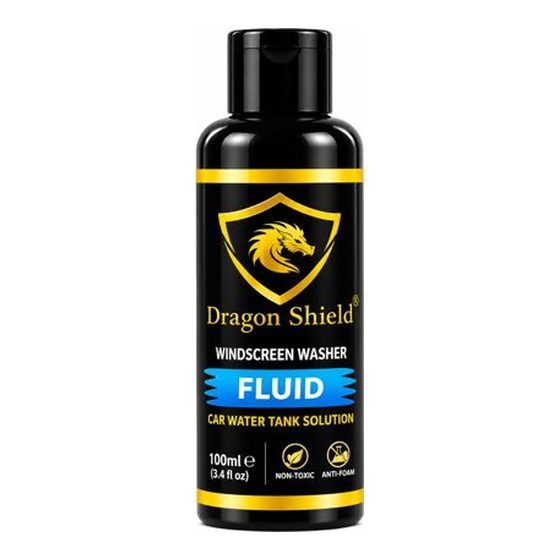 Dragon Shield®
WINDSCREEN WASHER
FLUID
CAR WATER TANK SOLUTION
100ml ℮
(3.4 fl oz)
NON-TOXIC
ANTI-FOAM